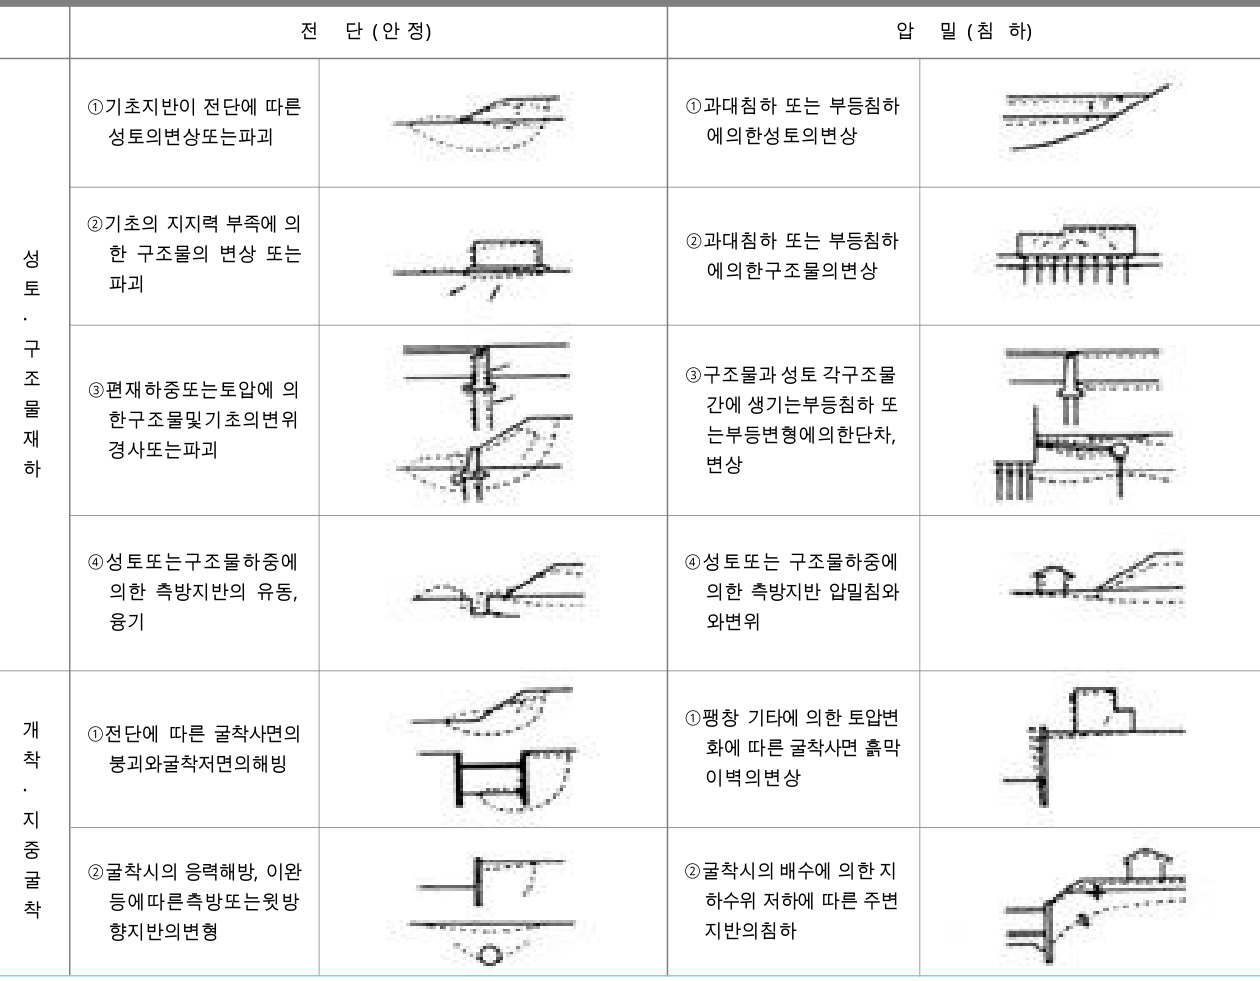 전 단 (안 정)
압 밀 (침 하)
성토·구조물재하
①기초지반이 전단에 따른
성토의변상또는파괴
①과대침하 또는 부등침하
에의한성토의변상
②기초의 지지력 부족에 의
한 구조물의 변상 또는
파괴
②과대침하 또는 부등침하
에의한구조물의변상
③편재하중또는토압에 의
한구조물및기초의변위
경사또는파괴
③구조물과 성토 각구조물
간에 생기는부등침하 또
는부등변형에의한단차,
변상
④성토또는구조물하중에
의한 측방지반의 유동,
융기
④성토또는 구조물하중에
의한 측방지반 압밀침와
와변위
개착·지중굴착
①전단에 따른 굴착사면의
붕괴와굴착저면의해빙
①팽창 기타에 의한 토압변
화에 따른 굴착사면 흙막
이벽의변상
②굴착시의 응력해방, 이완
등에따른측방또는윗방
향지반의변형
②굴착시의 배수에 의한 지
하수위 저하에 따른 주변
지반의침하